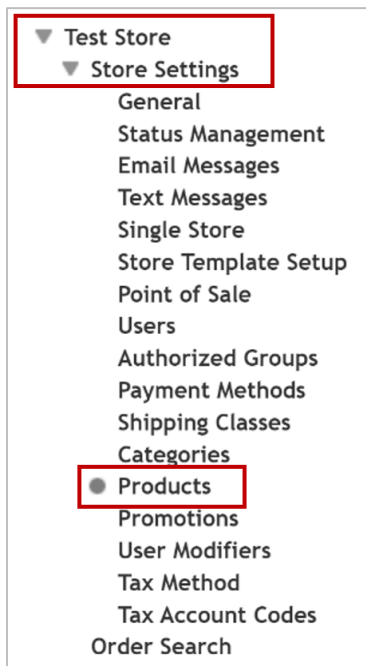 Test Store
Store Settings
General
Status Management
Email Messages
Text Messages
Single Store
Store Template Setup
Point of Sale
Users
Authorized Groups
Payment Methods
Shipping Classes
Categories
Products
Promotions
User Modifiers
Tax Method
Tax Account Codes
Order Search